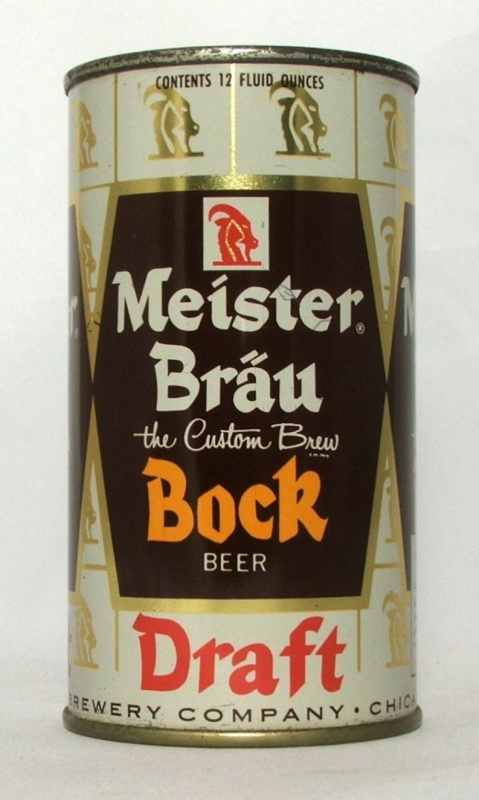 CONTENTS 12 FLUID OUNCES
Meister®
Bräu
the Custom Brew
Bock
BEER
Draft
BREWERY COMPANY • CHIC